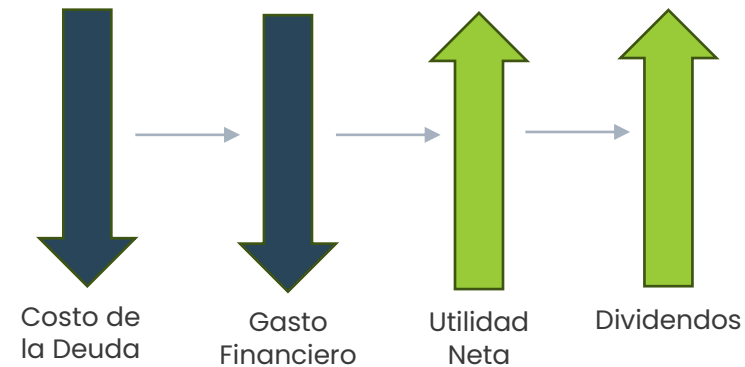 Costo de
la Deuda
Gasto
Financiero
Utilidad
Neta
Dividendos